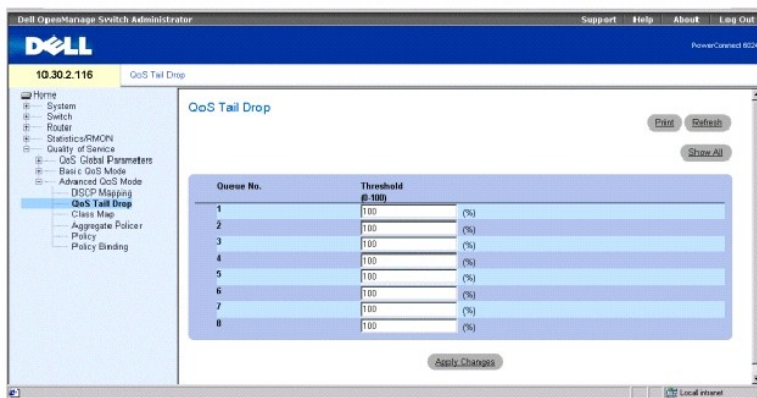 Dell OpenManage Switch Administrator
Support Help About Log Out
DELL
PowerConnect 6024
10.30.2.116
QoS Tail Drop
Home
System
Switch
Router
Statistics/RMON
Quality of Service
QoS Global Parameters
Basic QoS Mode
Advanced QoS Mode
DSCP Mapping
QoS Taill Drop
Class Map
Aggregate Policer
Policy
Policy Binding
QoS Tail Drop
Print Refresh
Show All
Queue No. Threshold
(0-100)
1 100 (%)
2 100 (%)
3 100 (%)
4 100 (%)
5 100 (%)
6 100 (%)
7 100 (%)
8 100 (%)
Apply Changes
Local intranet